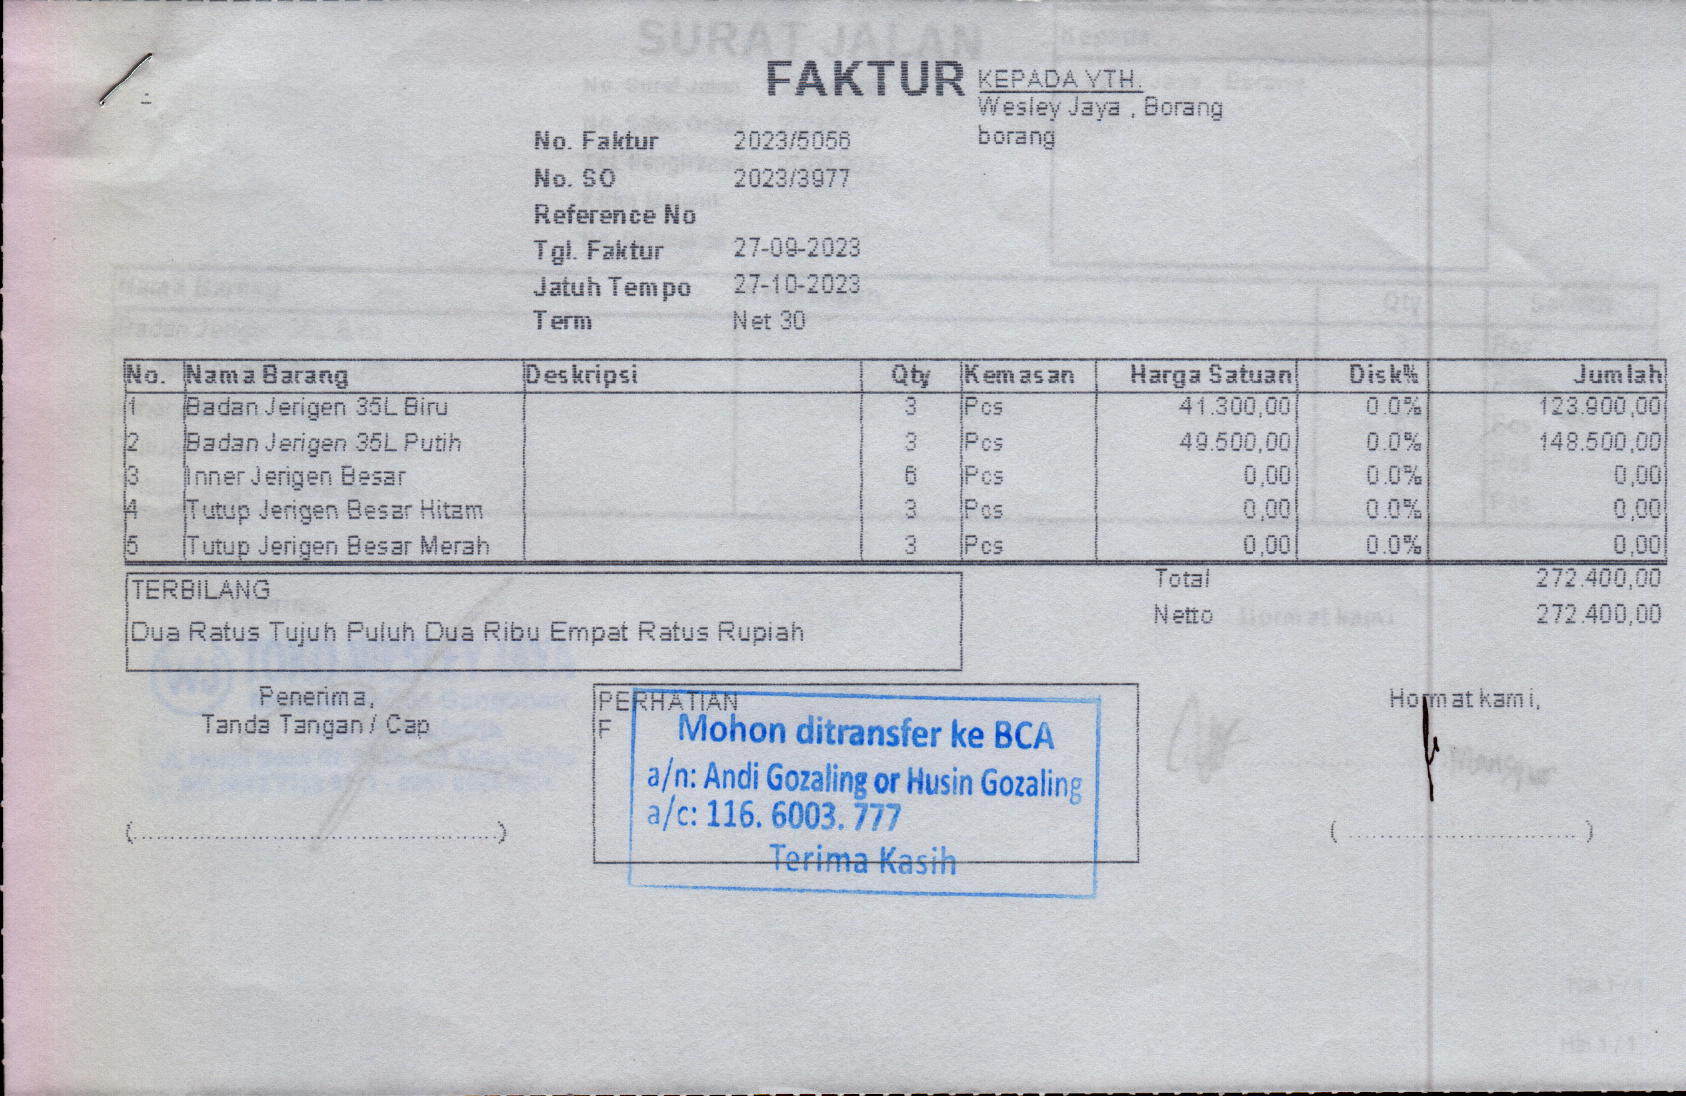 SURAT JALAN
FAKTUR
KEPADA YTH.
Wesley Jaya , Borang
borang
No. Faktur 2023/5056
No. SO 2023/3977
Reference No
Tgl. Faktur 27-09-2023
Jatuh Tempo 27-10-2023
Term Net 30
No. Nama Barang Deskripsi Qty Kemasan Harga Satuan Disk% Jumlah
1 Badan Jerigen 35L Biru 3 Pcs 41.300,00 0.0% 123.900,00
2 Badan Jerigen 35L Putih 3 Pcs 49.500,00 0.0% 148.500,00
3 Inner Jerigen Besar 6 Pcs 0,00 0.0% 0,00
4 Tutup Jerigen Besar Hitam 3 Pcs 0,00 0.0% 0,00
5 Tutup Jerigen Besar Merah 3 Pcs 0,00 0.0% 0,00
Total 272.400,00
Netto 272.400,00
TERBILANG
Dua Ratus Tujuh Puluh Dua Ribu Empat Ratus Rupiah
Penerima,
Tanda Tangan / Cap
(........................................)
PERHATIAN
F
Mohon ditransfer ke BCA
a/n: Andi Gozaling or Husin Gozaling
a/c: 116. 6003. 777
Terima Kasih
Hormat kami,
(..............................)
Hal 1 / 1